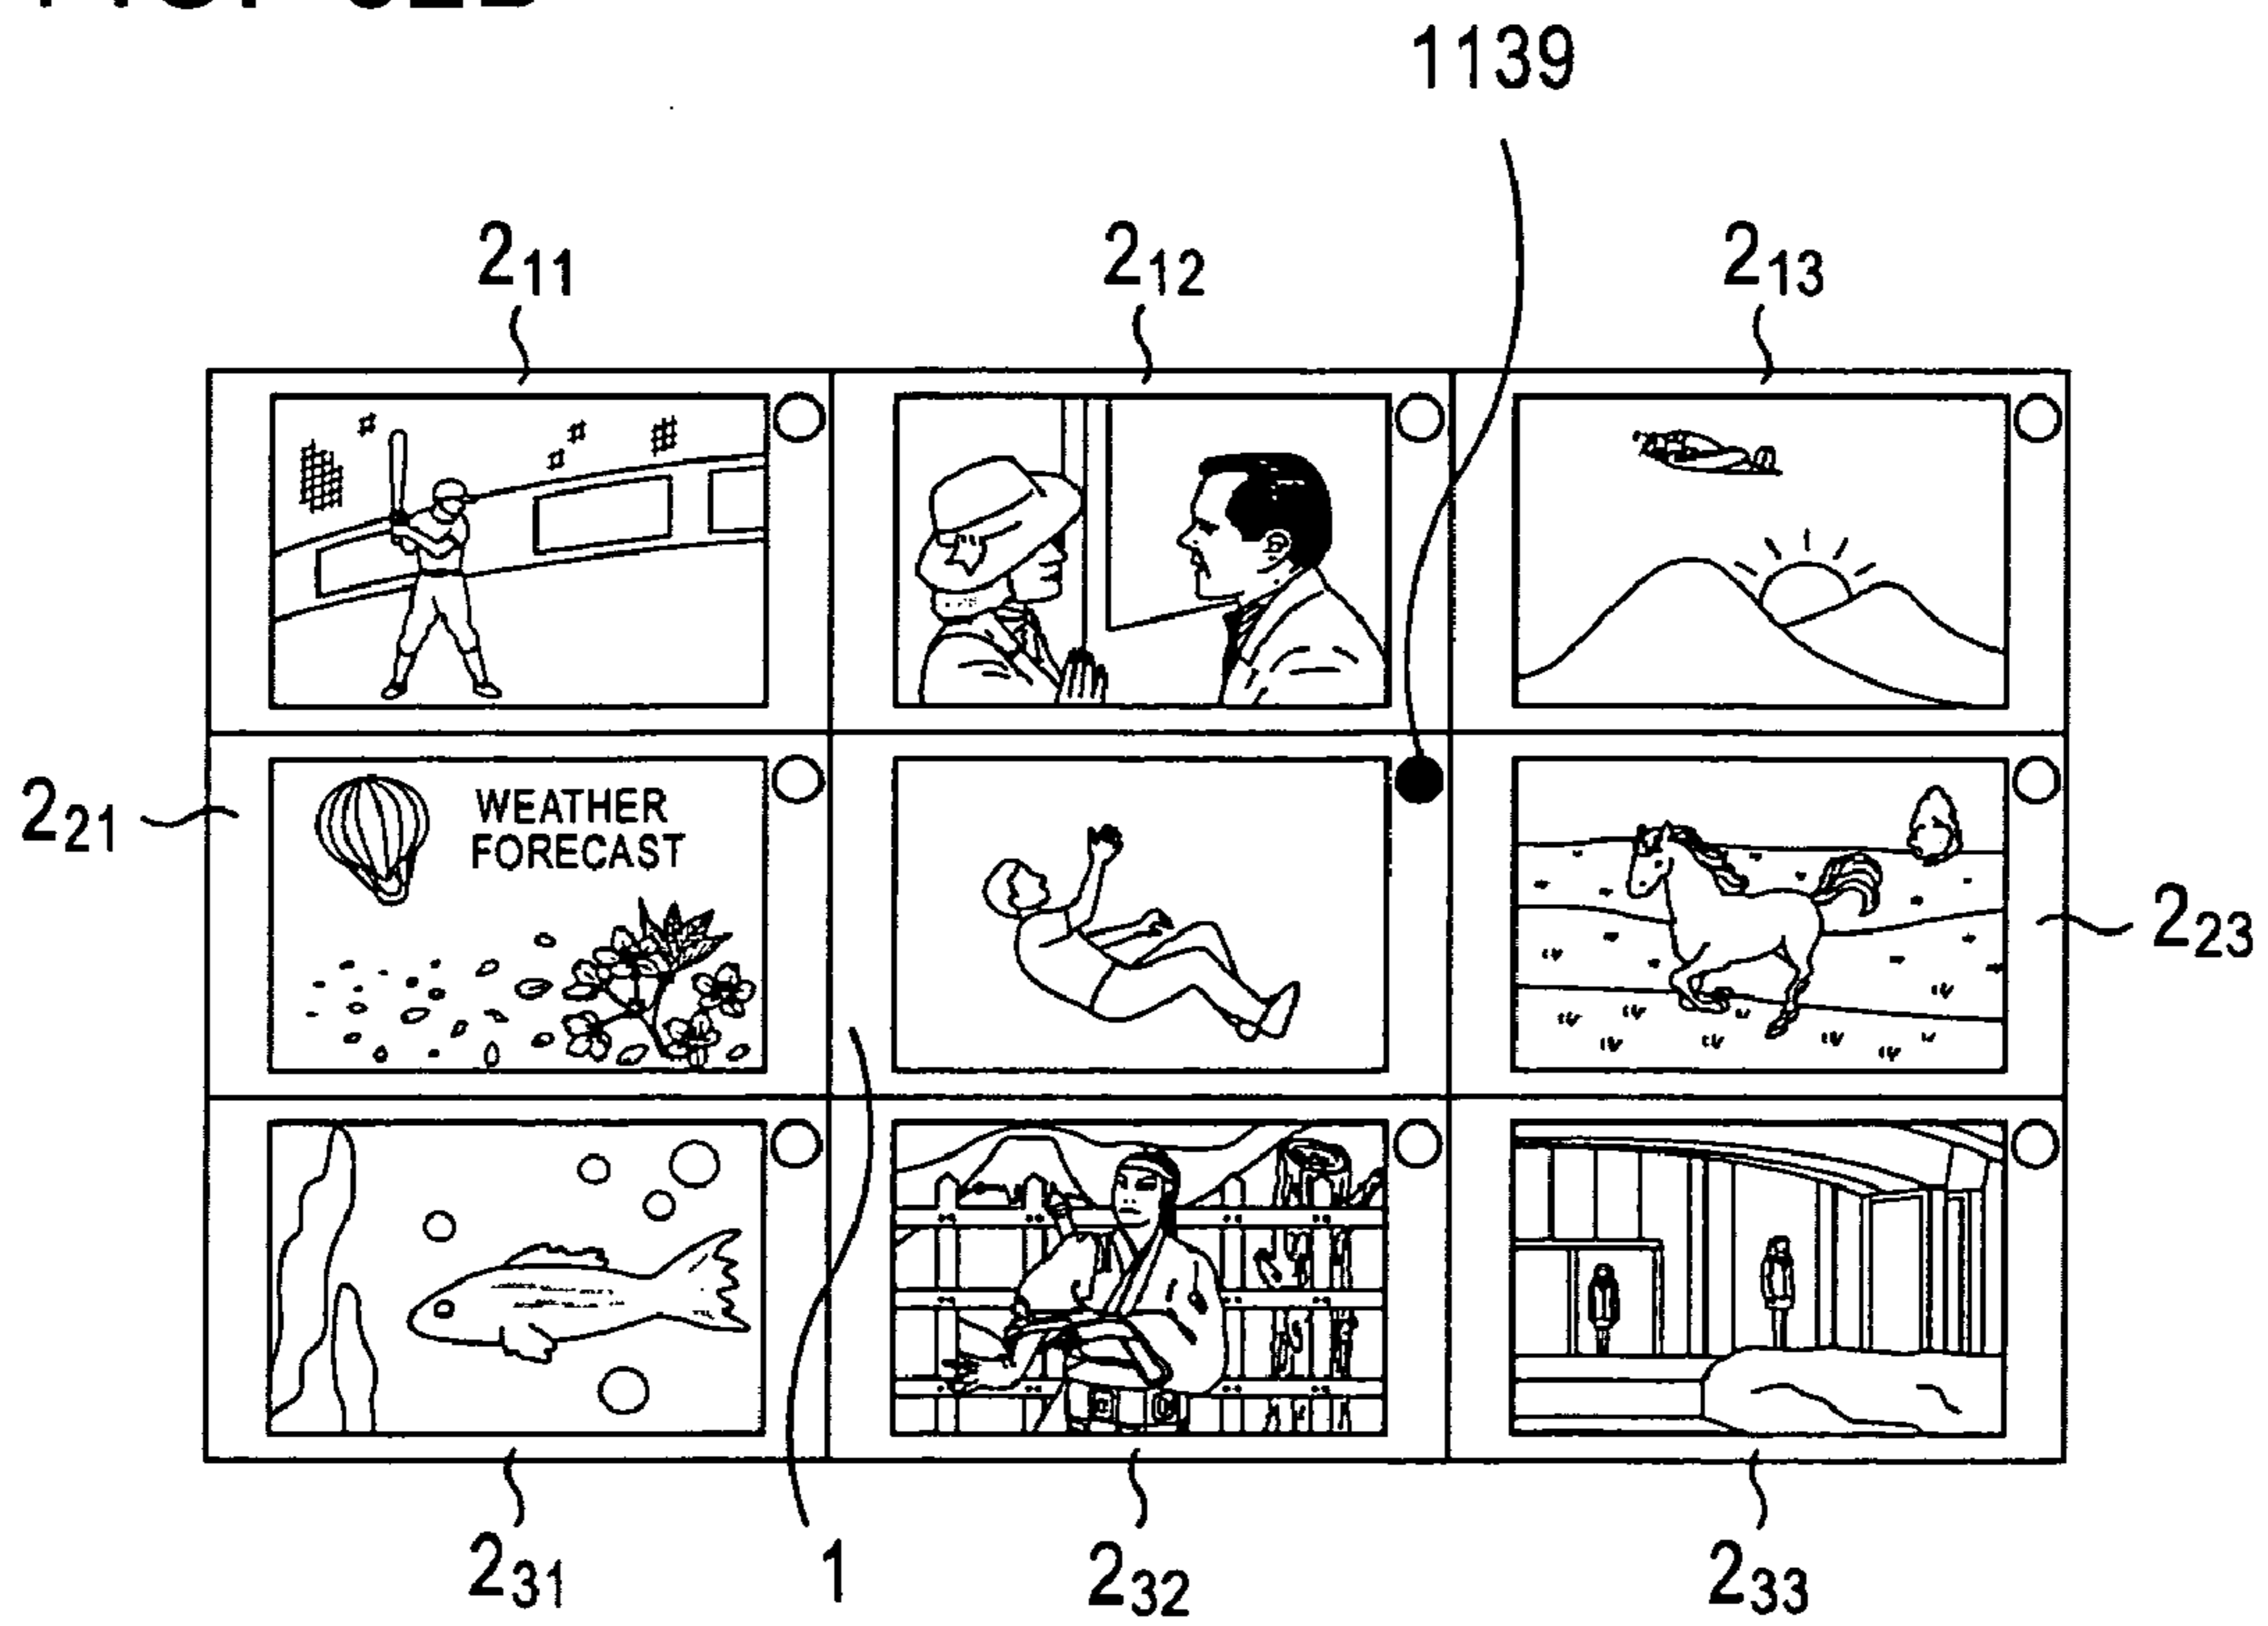 1139
2₁₁ 2₁₂ 2₁₃
WEATHER
FORECAST
2₂₁
2₂₃
2₃₁ 1 2₃₂ 2₃₃